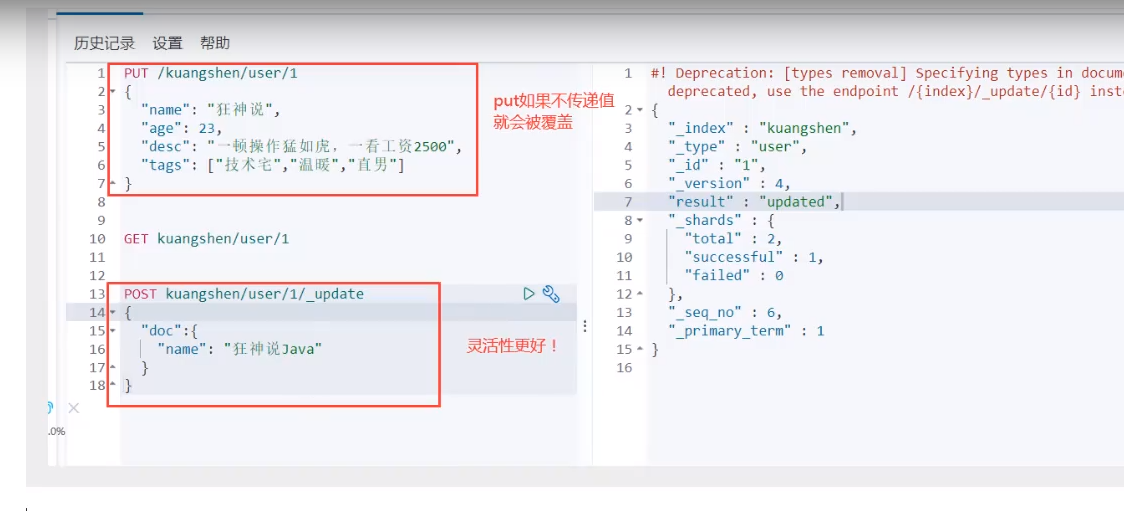 历史记录 设置 帮助
1 PUT /kuangshen/user/1
2 {
3 "name": "狂神说",
4 "age": 23,
5 "desc": "一顿操作猛如虎，一看工资2500",
6 "tags": ["技术宅","温暖","直男"]
7 }
8
9
10 GET kuangshen/user/1
11
12
13 POST kuangshen/user/1/_update
14 {
15 "doc":{
16 "name": "狂神说Java"
17 }
18 }
put如果不传递值
就会被覆盖
灵活性更好！
.0%
1 #! Deprecation: [types removal] Specifying types in docum
deprecated, use the endpoint /{index}/_update/{id} inste
2 {
3 "_index" : "kuangshen",
4 "_type" : "user",
5 "_id" : "1",
6 "_version" : 4,
7 "result" : "updated",
8 "_shards" : {
9 "total" : 2,
10 "successful" : 1,
11 "failed" : 0
12 },
13 "_seq_no" : 6,
14 "_primary_term" : 1
15 }
16